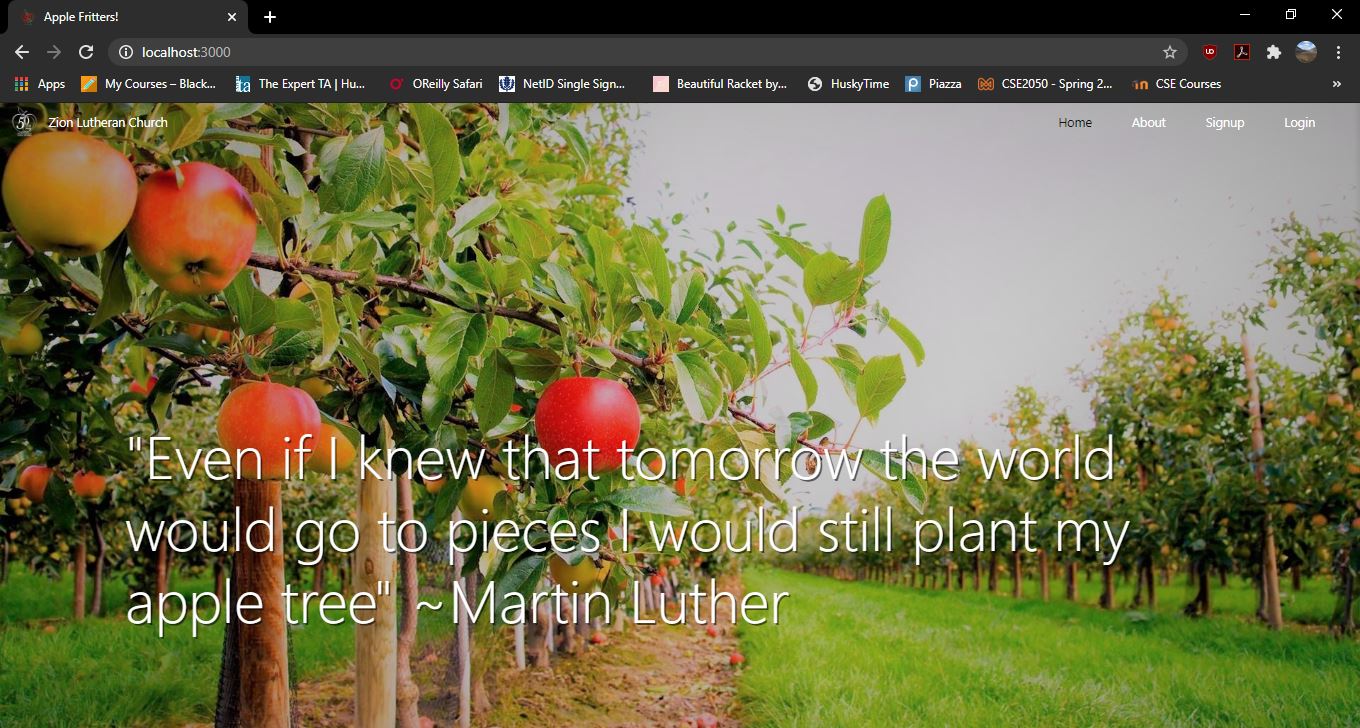 Apple Fritters!
localhost:3000
Apps My Courses – Black... The Expert TA | Hu... OReilly Safari NetID Single Sign... Beautiful Racket by... HuskyTime Piazza CSE2050 - Spring 2... CSE Courses »
50 Zion Lutheran Church Home About Signup Login
"Even if I knew that tomorrow the world
would go to pieces I would still plant my
apple tree" ~Martin Luther